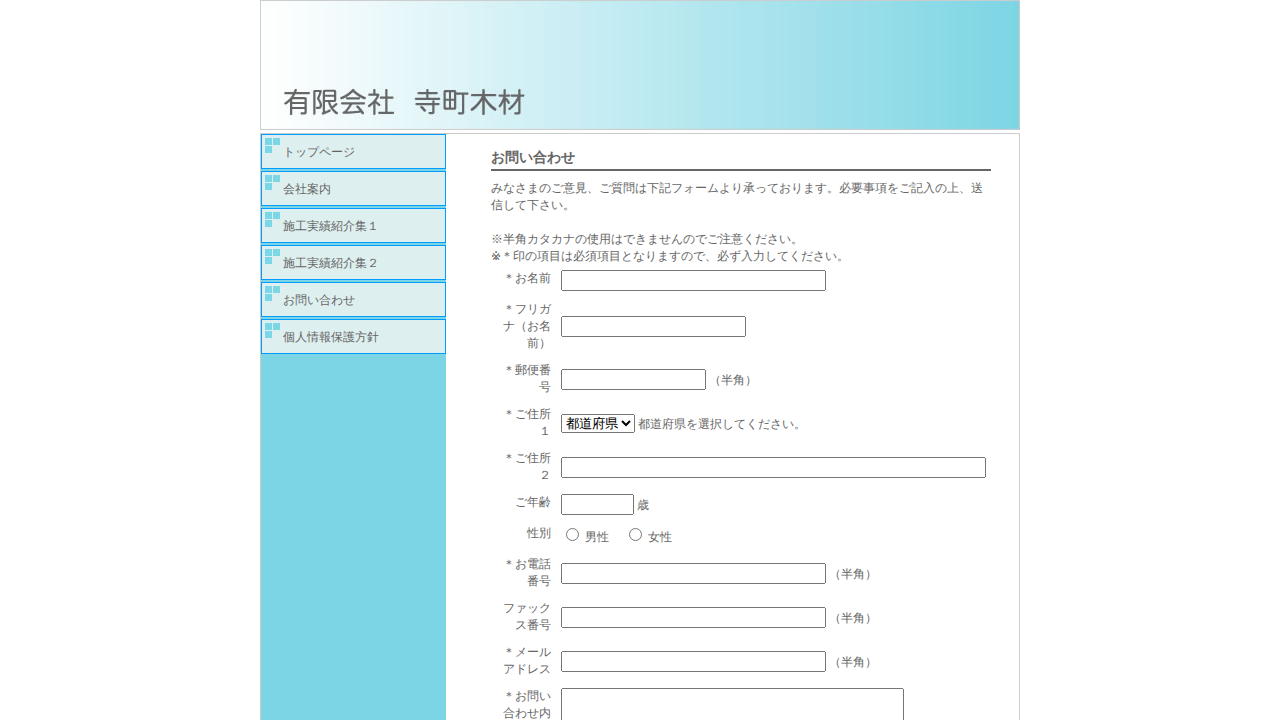 有限会社 寺町木材
トップページ
会社案内
施工実績紹介集１
施工実績紹介集２
お問い合わせ
個人情報保護方針
お問い合わせ
みなさまのご意見、ご質問は下記フォームより承っております。必要事項をご記入の上、送
信して下さい。
※半角カタカナの使用はできませんのでご注意ください。
※＊印の項目は必須項目となりますので、必ず入力してください。
＊お名前
＊フリガ
ナ（お名
前）
＊郵便番
号
（半角）
＊ご住所
１
都道府県 都道府県を選択してください。
＊ご住所
２
ご年齢
歳
性別
男性 女性
＊お電話
番号
（半角）
ファック
ス番号
（半角）
＊メール
アドレス
（半角）
＊お問い
合わせ内